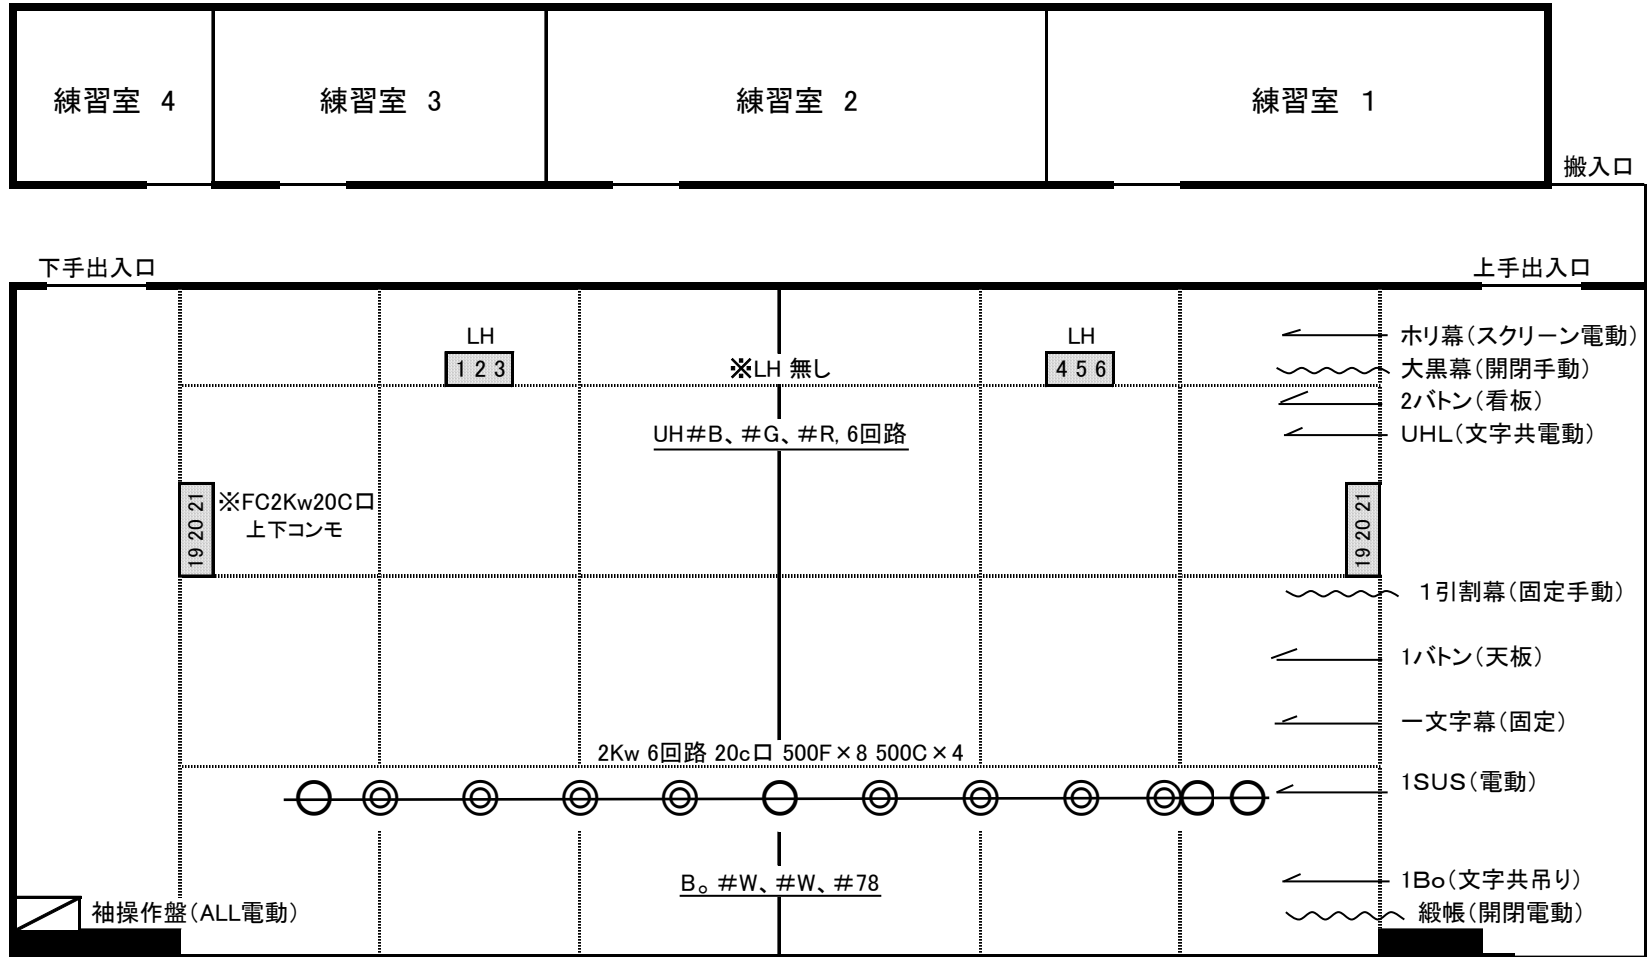 練習室 4
練習室 3
練習室 2
練習室 1
搬入口
下手出入口
上手出入口
LH
1 2 3
※LH 無し
LH
4 5 6
ホリ幕(スクリーン電動)
大黒幕(開閉手動)
2バトン(看板)
UH#B、#G、#R, 6回路
UHL(文字共電動)
19 20 21
※FC2Kw20C口
上下コンモ
19 20 21
1引割幕(固定手動)
1バトン(天板)
一文字幕(固定)
2Kw 6回路 20c口 500F×8 500C×4
1SUS(電動)
B。#W、#W、#78
1Bo(文字共吊り)
袖操作盤(ALL電動)
緞帳(開閉電動)